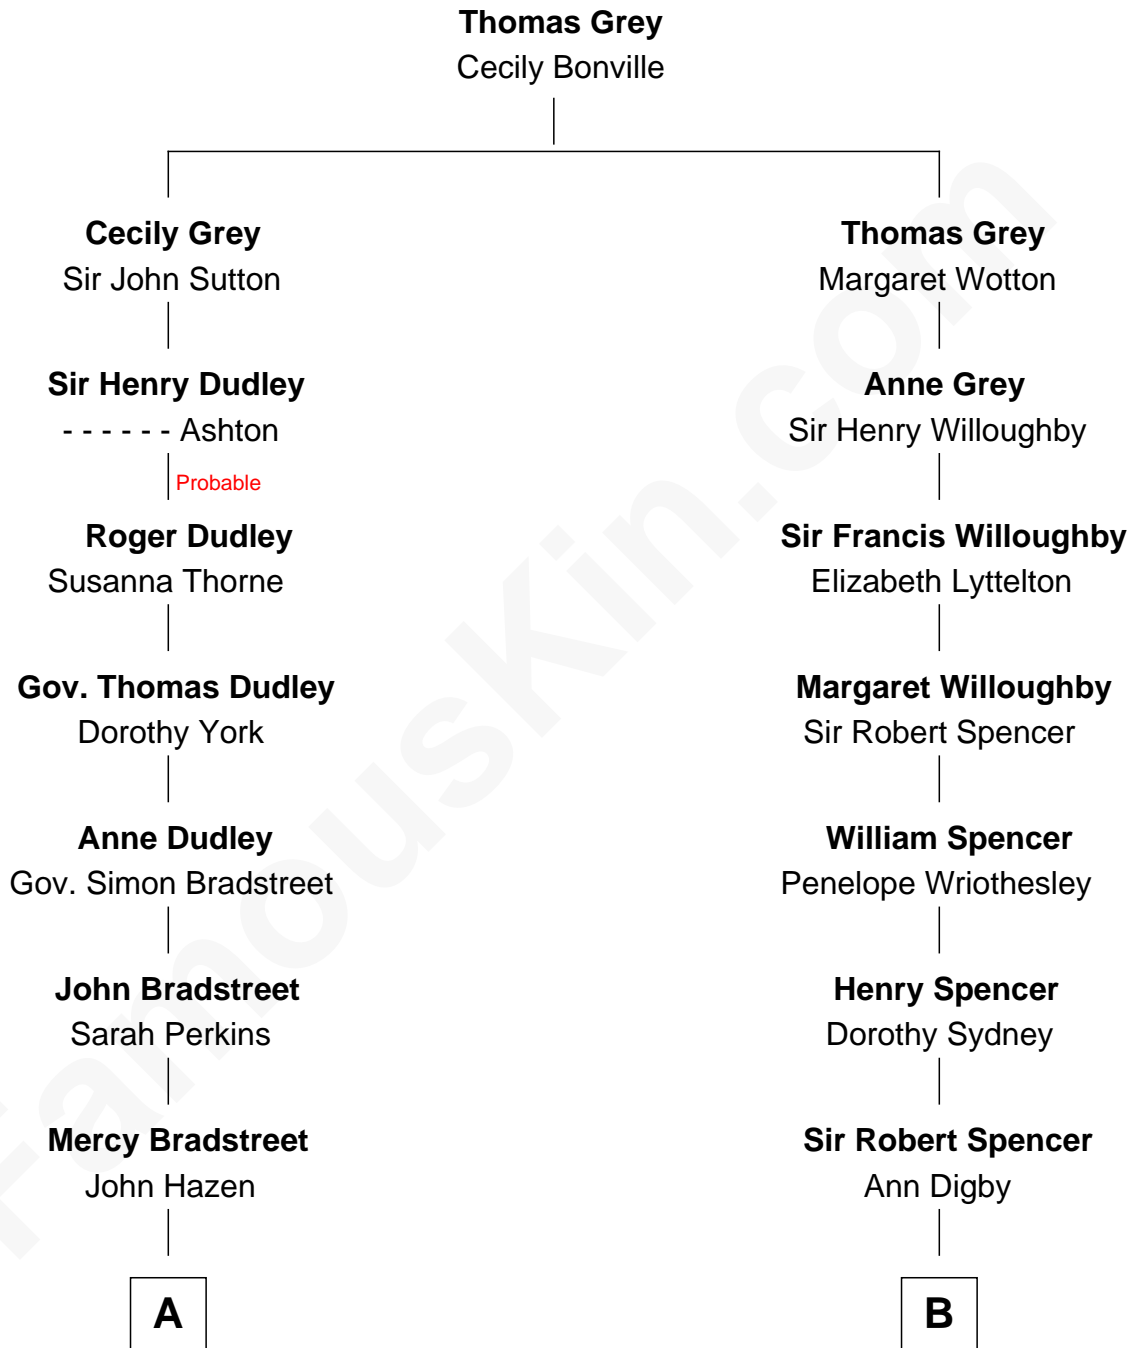 Thomas Grey
Cecily Bonville
Cecily Grey
Sir John Sutton
Thomas Grey
Margaret Wotton
Sir Henry Dudley
- - - - - - Ashton
Anne Grey
Sir Henry Willoughby
Probable
Roger Dudley
Susanna Thorne
Sir Francis Willoughby
Elizabeth Lyttelton
Gov. Thomas Dudley
Dorothy York
Margaret Willoughby
Sir Robert Spencer
Anne Dudley
Gov. Simon Bradstreet
William Spencer
Penelope Wriothesley
John Bradstreet
Sarah Perkins
Henry Spencer
Dorothy Sydney
Mercy Bradstreet
John Hazen
Sir Robert Spencer
Ann Digby
A
B
FamousKin.com